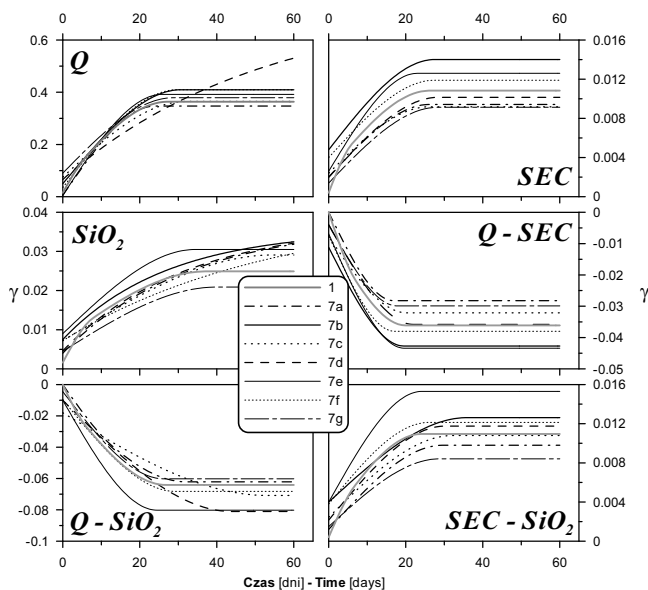 0 20 40 60 0 20 40 60
0.6
0.4
0.2
0
Q
0.016
0.012
0.008
0.004
0
SEC
0.04
0.03
0.02
0.01
0
SiO2
γ
0
-0.01
-0.02
-0.03
-0.04
-0.05
Q - SEC
γ
1
7a
7b
7c
7d
7e
7f
7g
0
-0.02
-0.04
-0.06
-0.08
-0.1
Q - SiO2
0.016
0.012
0.008
0.004
0
SEC - SiO2
0 20 40 60 0 20 40 60
Czas [dni] - Time [days]